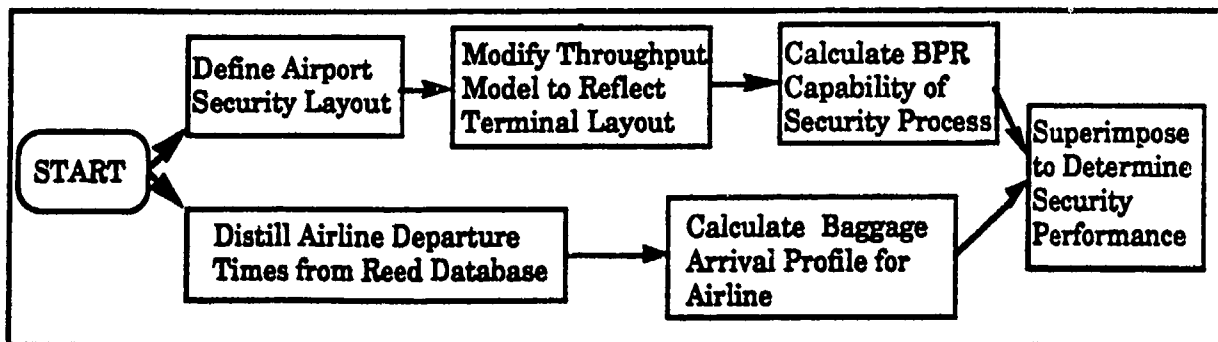 START
Define Airport
Security Layout
Modify Throughput
Model to Reflect
Terminal Layout
Calculate BPR
Capability of
Security Process
Distill Airline Departure
Times from Reed Database
Calculate Baggage
Arrival Profile for
Airline
Superimpose
to Determine
Security
Performance